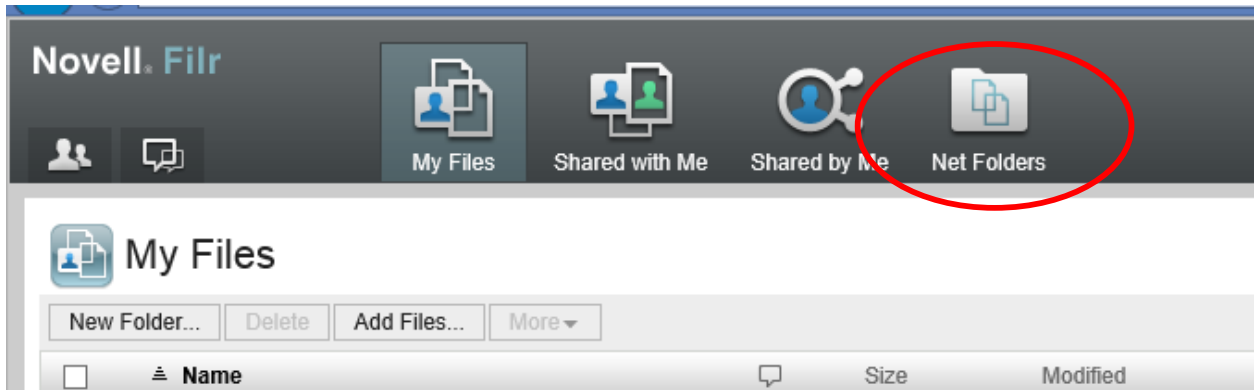 Novell® Filr
My Files Shared with Me Shared by Me Net Folders
My Files
New Folder... Delete Add Files... More
Name Size Modified